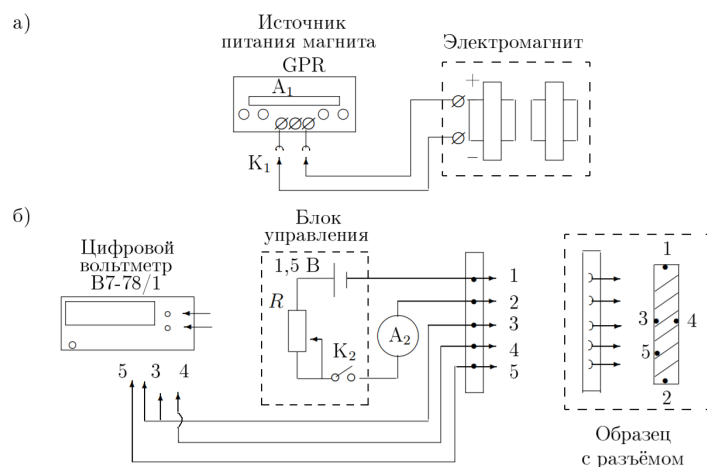 а)
Источник
питания магнита
GPR
A1
K1
Электромагнит
+
−
б)
Цифровой
вольтметр
В7-78/1
5 3 4
Блок
управления
1,5 В
R
K2
A2
1
2
3
4
5
1
3 4
5
2
Образец
с разъёмом